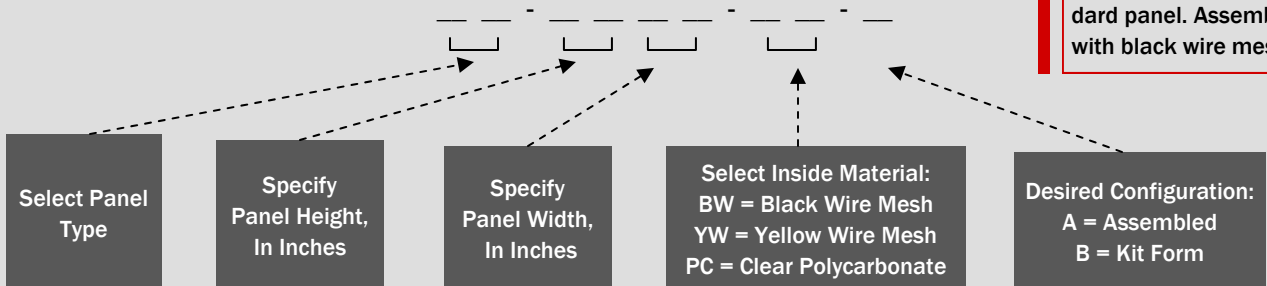 __ __ - __ __ __ __ - __ __ - __
dard panel.
with black wire
Select Panel
Type
Specify
Panel Height,
In Inches
Specify
Panel Width,
In Inches
Select Inside Material:
BW = Black Wire Mesh
YW = Yellow Wire Mesh
PC = Clear Polycarbonate
Desired Configuration:
A = Assembled
B = Kit Form